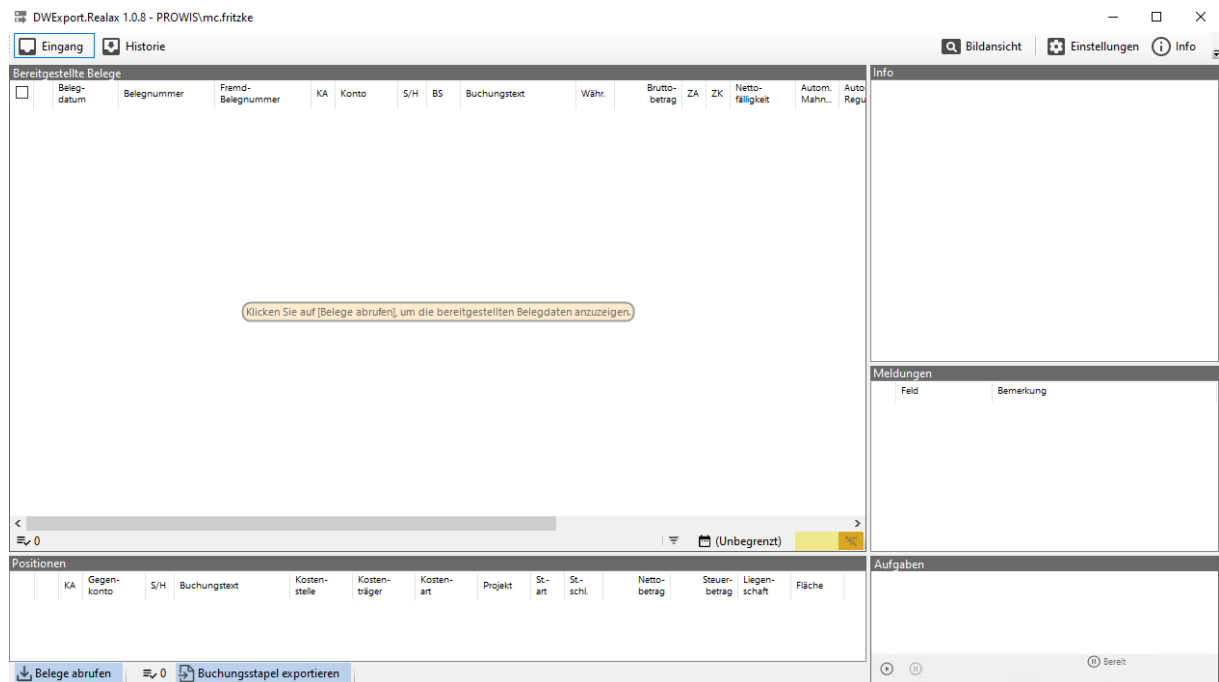 DWExport.Realax 1.0.8 - PROWIS\mc.fritzke
Eingang Historie Bildansicht Einstellungen Info
Bereitgestellte Belege
Beleg-
datum
Belegnummer
Fremd-
Belegnummer
KA Konto S/H BS Buchungstext Währ.
Brutto-
betrag
ZA ZK
Netto-
fälligkeit
Autom.
Mahn...
Auto
Regu
Klicken Sie auf [Belege abrufen], um die bereitgestellten Belegdaten anzuzeigen.
0 (Unbegrenzt)
Info
Meldungen
Feld Bemerkung
Positionen
KA
Gegen-
konto
S/H Buchungstext
Kosten-
stelle
Kosten-
träger
Kosten-
art
Projekt
St.-
art
St.-
schl.
Netto-
betrag
Steuer-
betrag
Liegen-
schaft
Fläche
Aufgaben
Bereit
Belege abrufen 0 Buchungsstapel exportieren